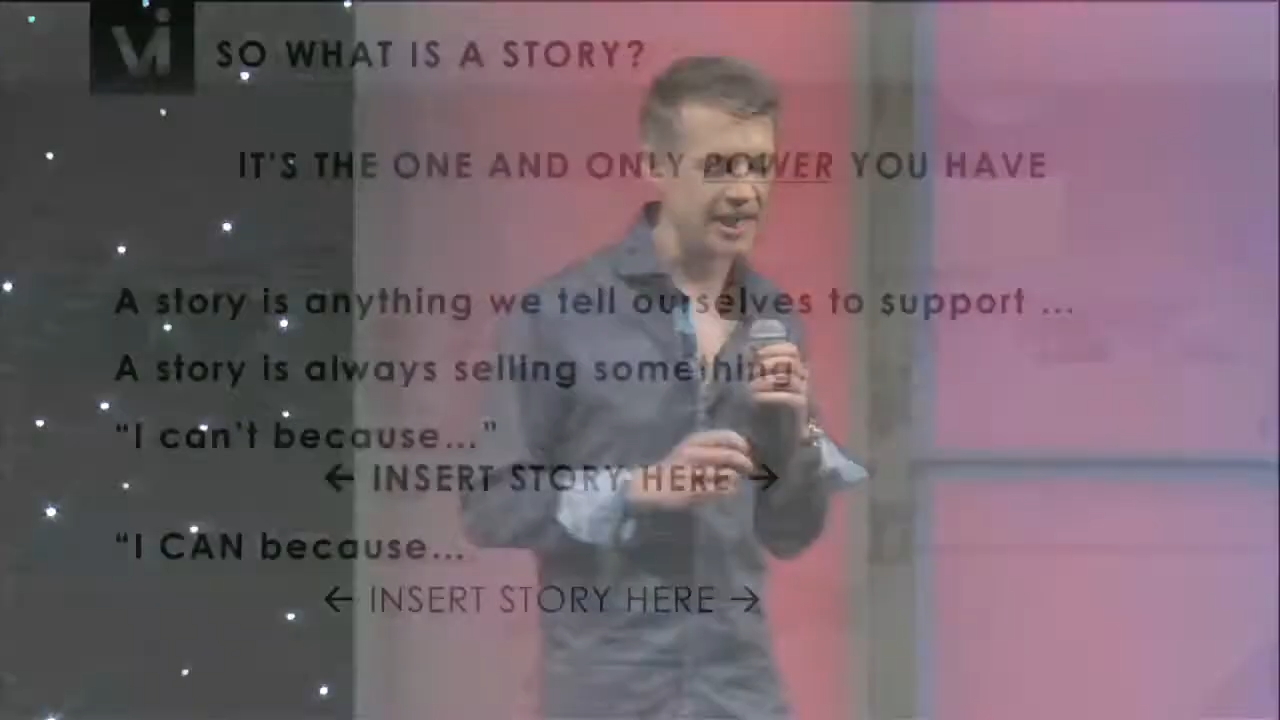 vi
SO WHAT IS A STORY?
IT'S THE ONE AND ONLY POWER YOU HAVE
A story is anything we tell ourselves to support ...
A story is always selling something.
“I can't because...”
← INSERT STORY HERE →
“I CAN because...
← INSERT STORY HERE →